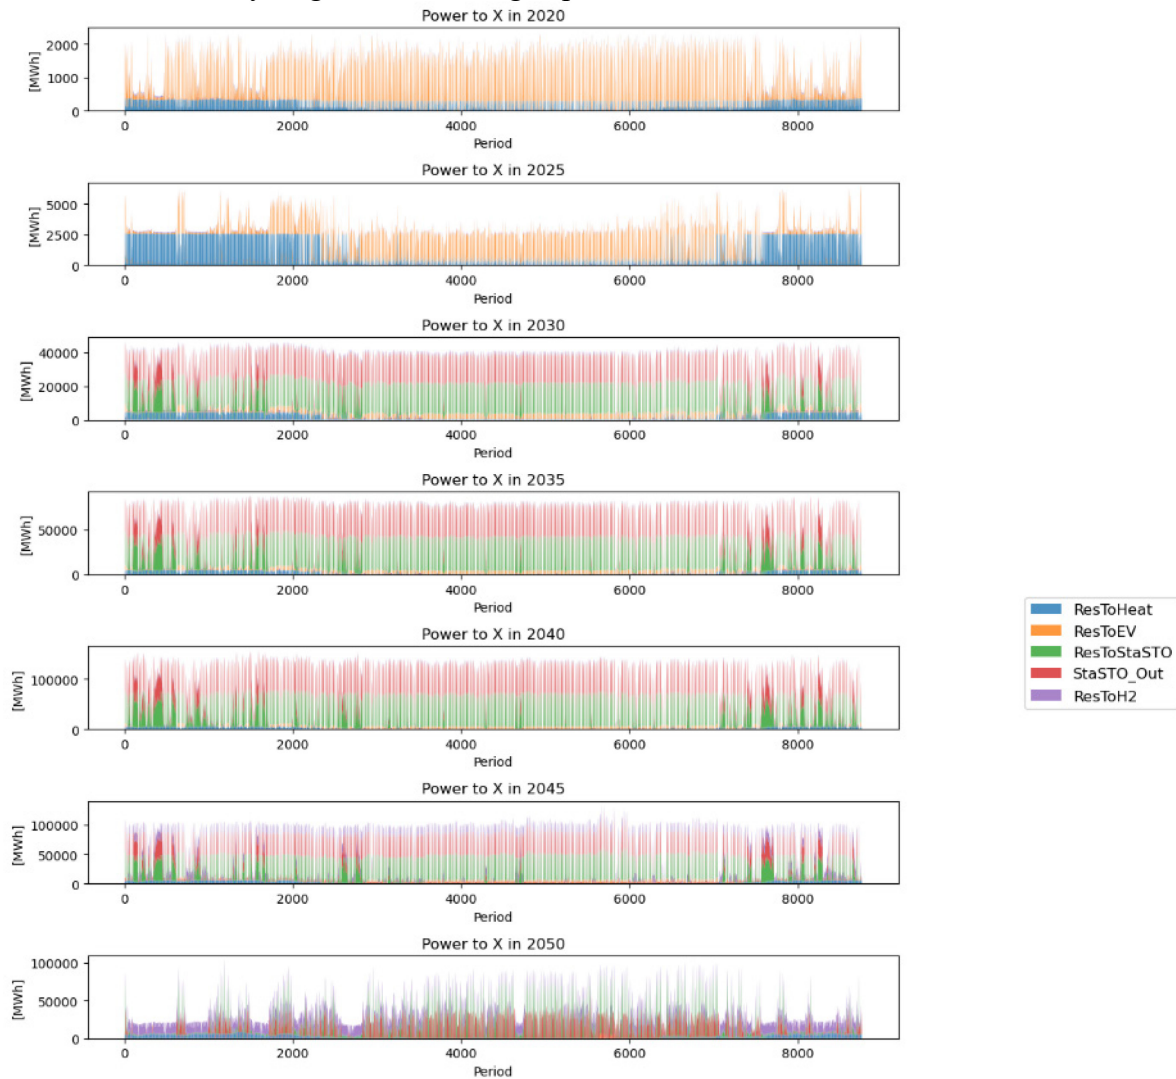 Power to X in 2020
2000
1000
0
[MWh]
0 2000 4000 6000 8000
Period
Power to X in 2025
5000
2500
0
[MWh]
0 2000 4000 6000 8000
Period
Power to X in 2030
40000
20000
0
[MWh]
0 2000 4000 6000 8000
Period
Power to X in 2035
50000
0
[MWh]
0 2000 4000 6000 8000
Period
Power to X in 2040
100000
0
[MWh]
0 2000 4000 6000 8000
Period
Power to X in 2045
100000
50000
0
[MWh]
0 2000 4000 6000 8000
Period
Power to X in 2050
100000
50000
0
[MWh]
0 2000 4000 6000 8000
Period
ResToHeat
ResToEV
ResToStaSTO
StaSTO_Out
ResToH2